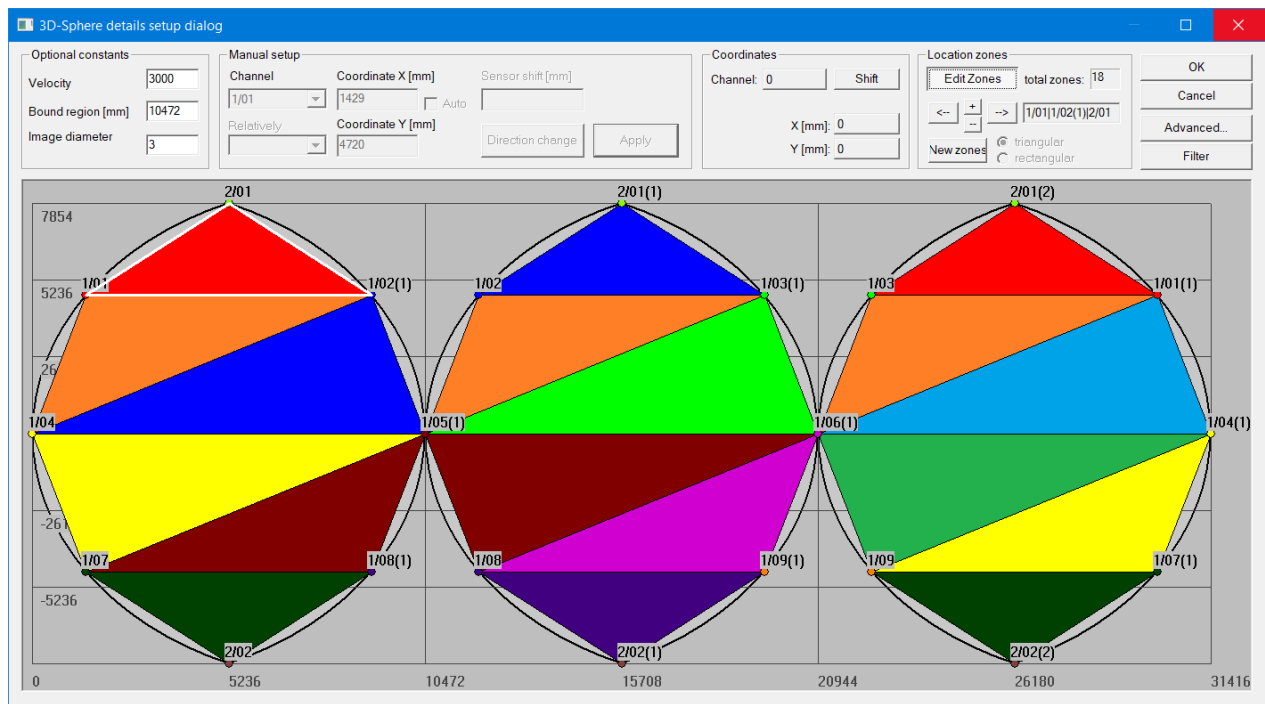 3D-Sphere details setup dialog
Optional constants
Velocity
3000
Bound region [mm]
10472
Image diameter
3
Manual setup
Channel
1/01
Coordinate X [mm]
1429
Auto
Sensor shift [mm]
Relatively
Coordinate Y [mm]
4720
Direction change
Apply
Coordinates
Channel: 0
Shift
X [mm]: 0
Y [mm]: 0
Location zones
Edit Zones
total zones: 18
<--
+
--
-->
1/01|1/02(1)|2/01
New zones
triangular
rectangular
OK
Cancel
Advanced...
Filter
2/01
2/01(1)
2/01(2)
7854
1/01
1/02(1)
1/02
1/03(1)
1/03
1/01(1)
5236
26
1/04
1/05(1)
1/06(1)
1/04(1)
-261
1/07
1/08(1)
1/08
1/09(1)
1/09
1/07(1)
-5236
2/02
2/02(1)
2/02(2)
0
5236
10472
15708
20944
26180
31416